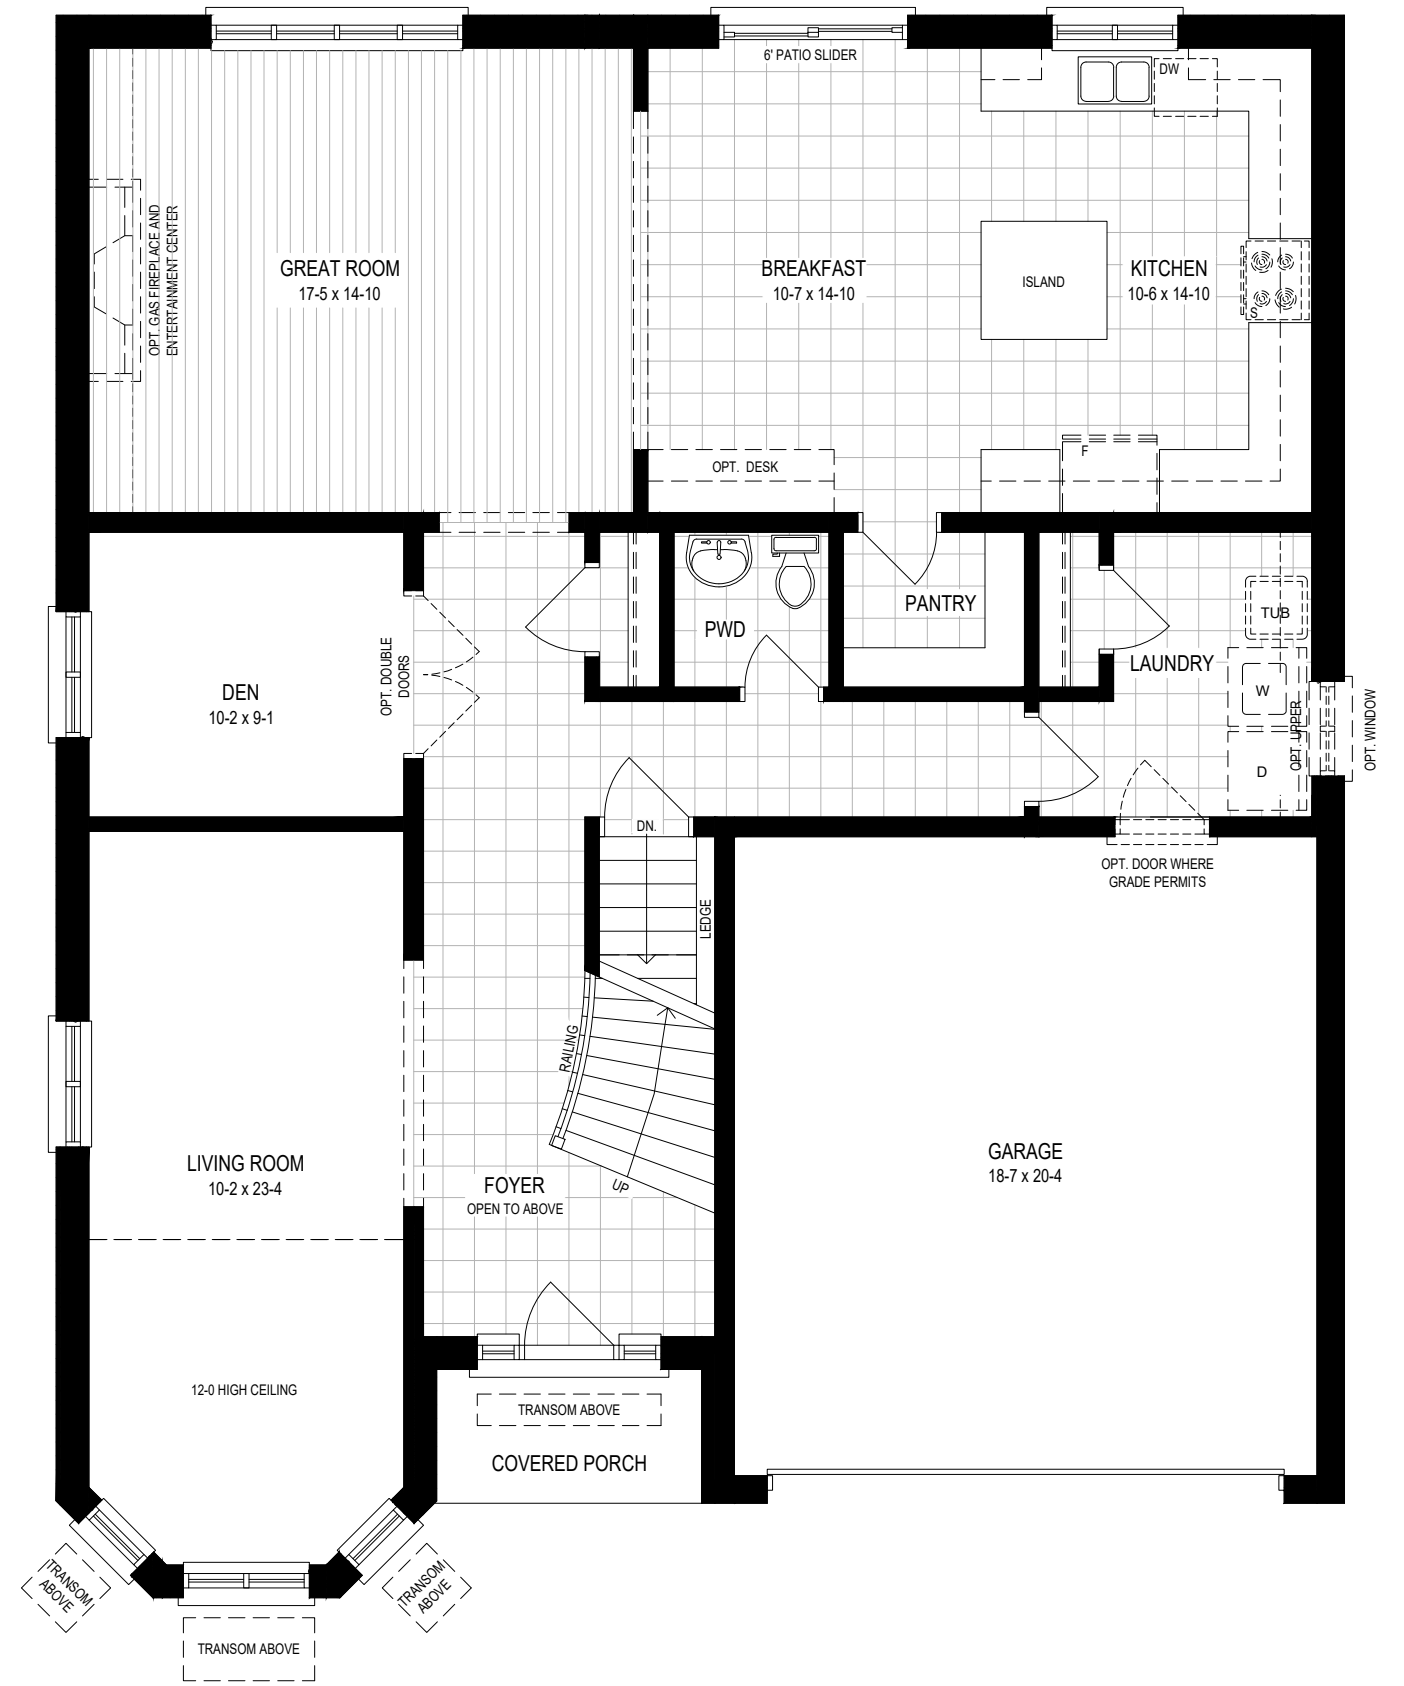 6' PATIO SLIDER
DW
OPT. GAS FIREPLACE AND
ENTERTAINMENT CENTER
GREAT ROOM
17-5 x 14-10
BREAKFAST
10-7 x 14-10
ISLAND
KITCHEN
10-6 x 14-10
S
OPT. DESK
F
PWD
PANTRY
TUB
LAUNDRY
W
D
OPT. UPPER
OPT. WINDOW
DEN
10-2 x 9-1
OPT. DOUBLE
DOORS
DN.
LEDGE
OPT. DOOR WHERE
GRADE PERMITS
RAILING
UP
LIVING ROOM
10-2 x 23-4
FOYER
OPEN TO ABOVE
GARAGE
18-7 x 20-4
12-0 HIGH CEILING
TRANSOM ABOVE
COVERED PORCH
TRANSOM
ABOVE
TRANSOM
ABOVE
TRANSOM ABOVE